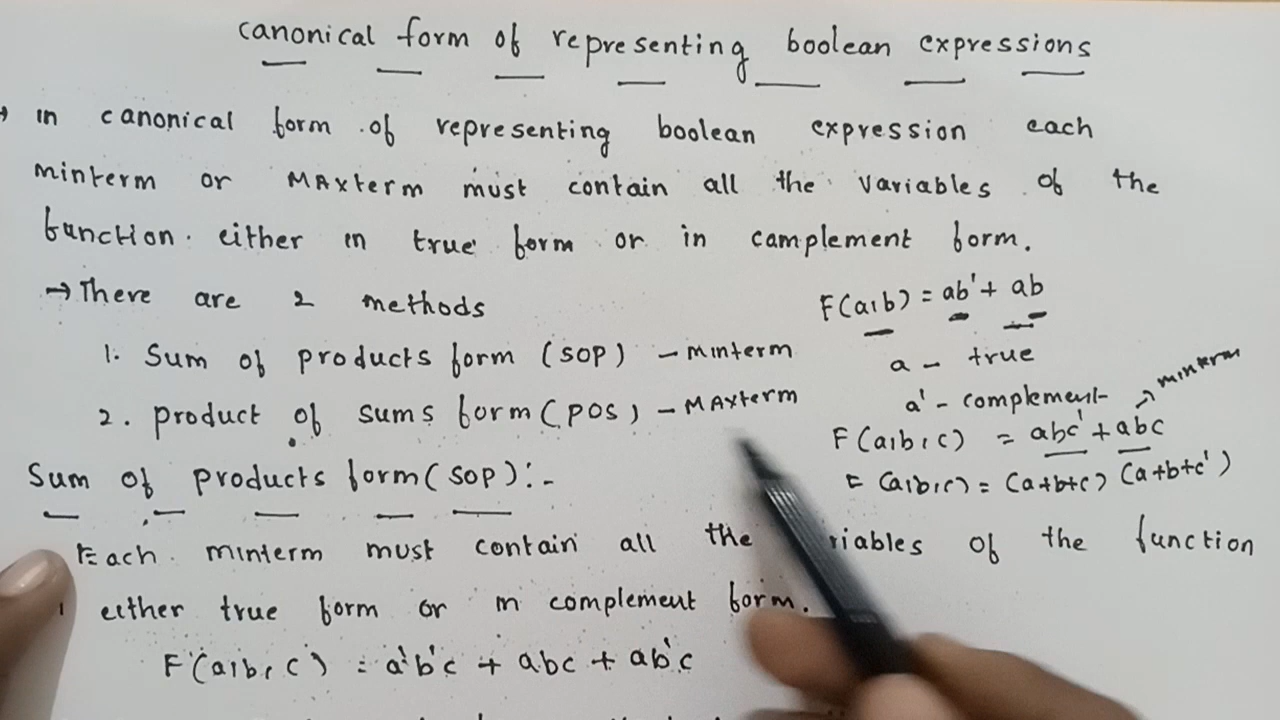 canonical form of representing boolean expressions
→ in canonical form of representing boolean expression each
minterm or MAxterm must contain all the variables of the
function. either in true form or in camplement form.
→ There are 2 methods
1. Sum of products form (SOP) - minterm
2. product of sums form (POS) - MAxterm
F(a,b) = ab' + ab
a - true
a' - complement
→ minterm
F(a,b,c) = abc' + abc
F(a,b,c) = (a+b+c) (a+b+c')
Sum of products form (SOP):-
Each minterm must contain all the of the function
either true form or in complement form.
F(a,b,c) = a'b'c + abc + ab'c